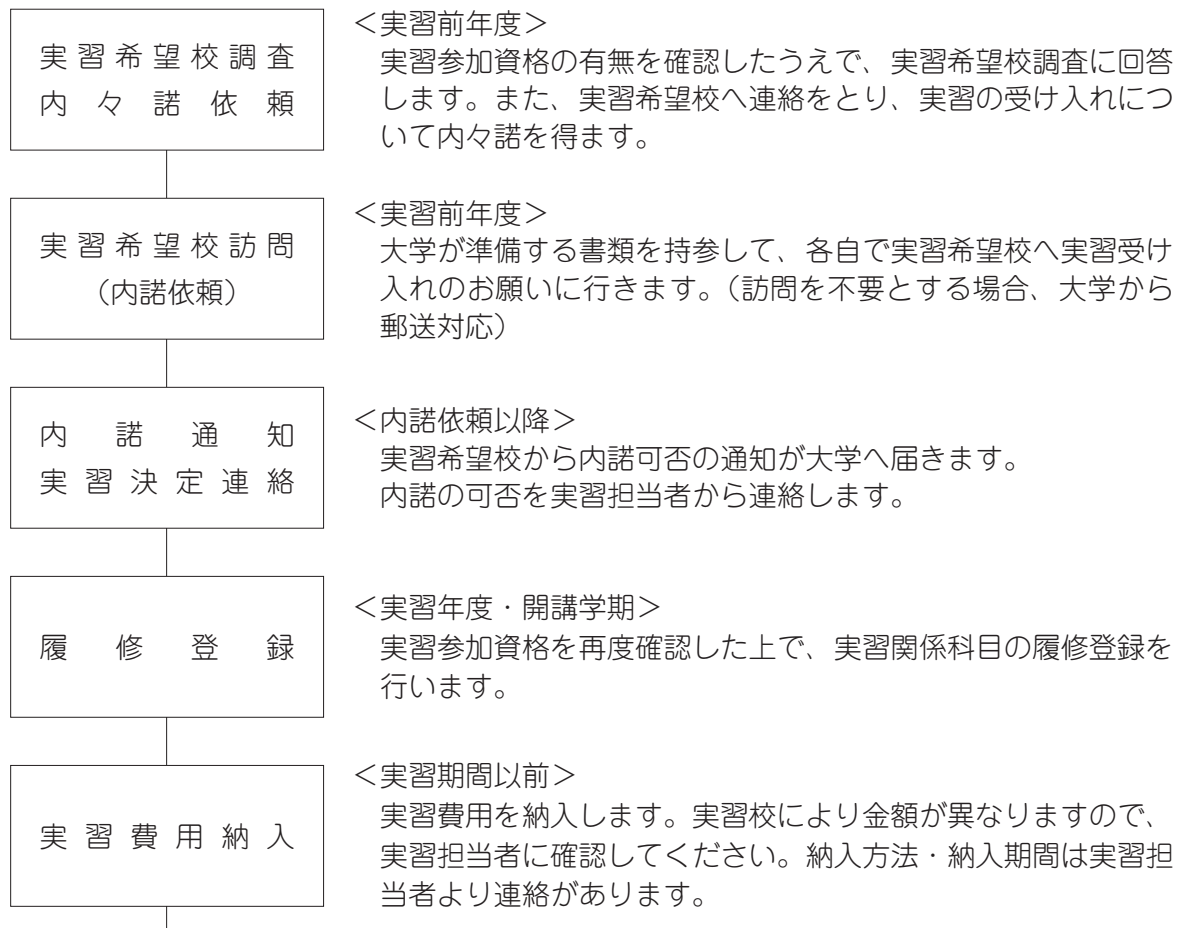 実習希望校調査
内々諾依頼
＜実習前年度＞
実習参加資格の有無を確認したうえで、実習希望校調査に回答
します。また、実習希望校へ連絡をとり、実習の受け入れにつ
いて内々諾を得ます。
実習希望校訪問
（内諾依頼）
＜実習前年度＞
大学が準備する書類を持参して、各自で実習希望校へ実習受け
入れのお願いに行きます。（訪問を不要とする場合、大学から
郵送対応）
内諾通知
実習決定連絡
＜内諾依頼以降＞
実習希望校から内諾可否の通知が大学へ届きます。
内諾の可否を実習担当者から連絡します。
履修登録
＜実習年度・開講学期＞
実習参加資格を再度確認した上で、実習関係科目の履修登録を
行います。
実習費用納入
＜実習期間以前＞
実習費用を納入します。実習校により金額が異なりますので、
実習担当者に確認してください。納入方法・納入期間は実習担
当者より連絡があります。